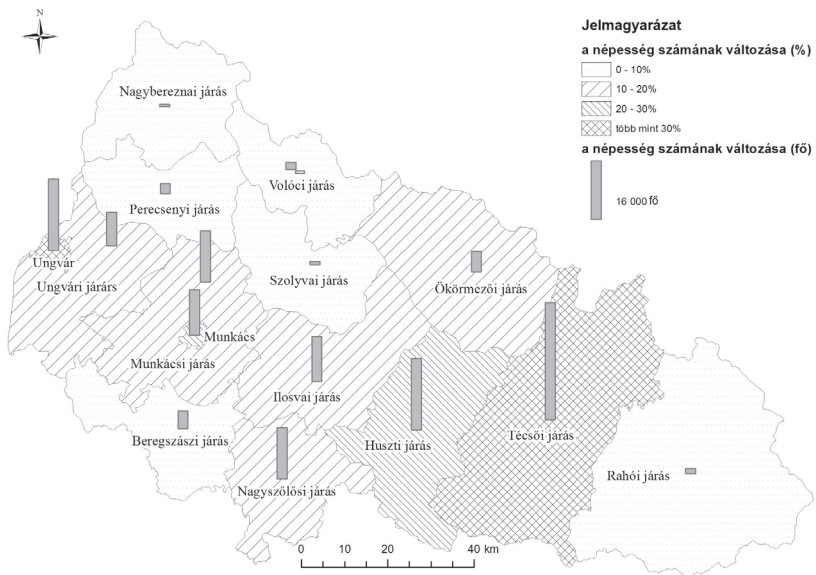 N
Jelmagyarázat
a népesség számának változása (%)
0 - 10%
10 - 20%
20 - 30%
több mint 30%
a népesség számának változása (fő)
16 000 fő
Nagybereznai járás
Volóci járás
Perecsenyi járás
Ungvár
Ungvári járárs
Szolyvai járás
Ökörmezői járás
Munkács
Munkácsi járás
Ilosvai járás
Beregszászi járás
Huszti járás
Técsői járás
Nagyszőlősi járás
Rahói járás
0 10 20 40 km